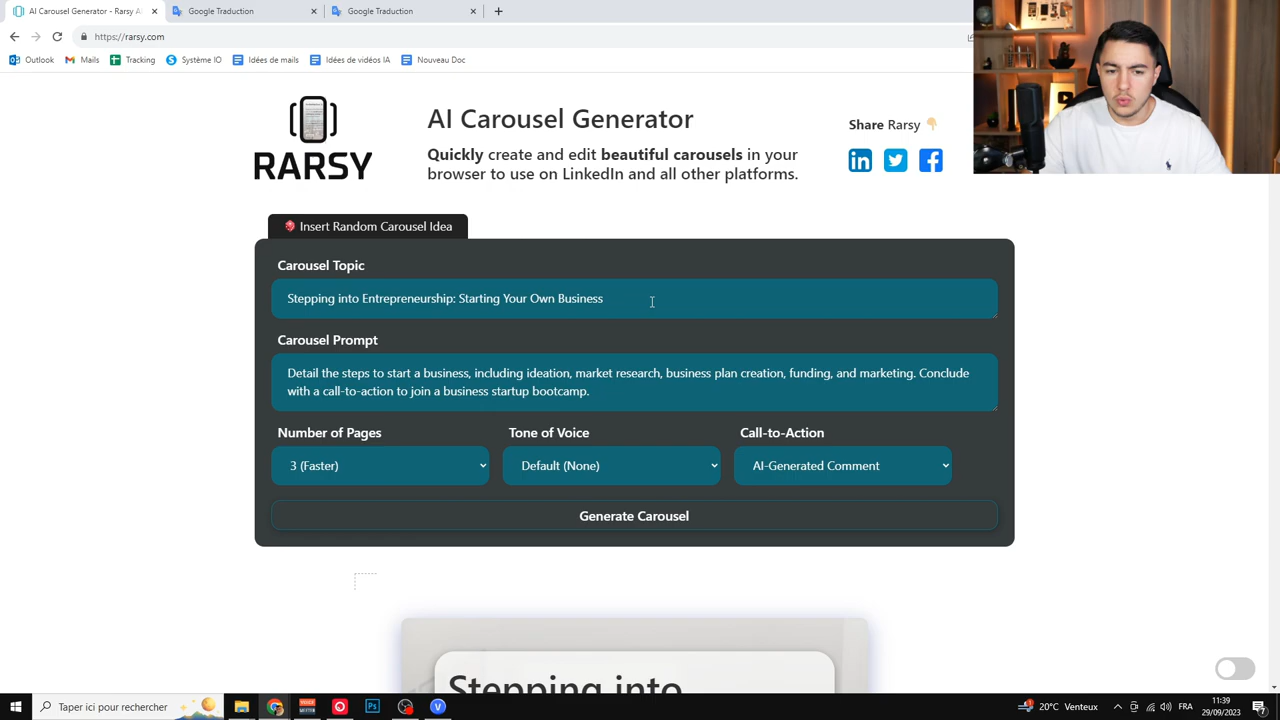 AI Carousel Generator - Rarsy AI
Google Traduction
Google Traduction
https://rarsy.com
Outlook
Mails
Tracking
Système IO
Idées de mails
Idées de vidéos IA
Nouveau Doc
RARSY
AI Carousel Generator
Quickly create and edit beautiful carousels in your
browser to use on LinkedIn and all other platforms.
Share Rarsy
Insert Random Carousel Idea
Carousel Topic
Stepping into Entrepreneurship: Starting Your Own Business
Carousel Prompt
Detail the steps to start a business, including ideation, market research, business plan creation, funding, and marketing. Conclude
with a call-to-action to join a business startup bootcamp.
Number of Pages
Tone of Voice
Call-to-Action
3 (Faster)
Default (None)
AI-Generated Comment
Generate Carousel
Stepping into
Taper ici pour rechercher
20°C Venteux
FRA
11:39
29/09/2023